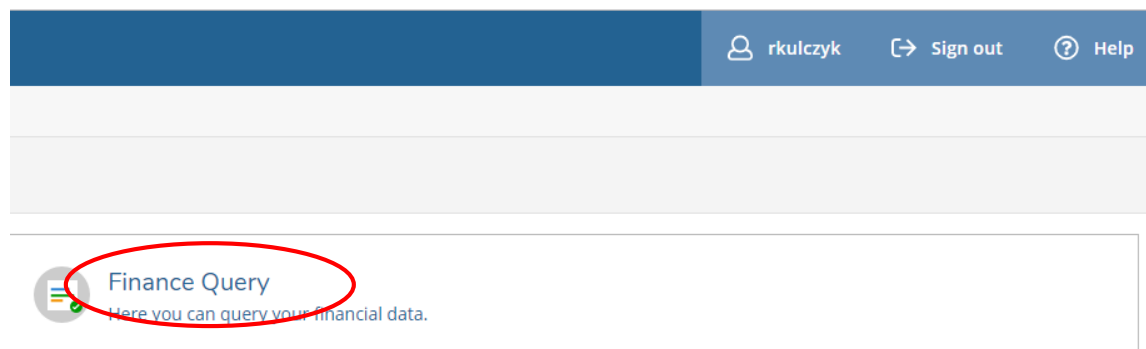 rkulczyk Sign out Help
Finance Query
Here you can query your financial data.